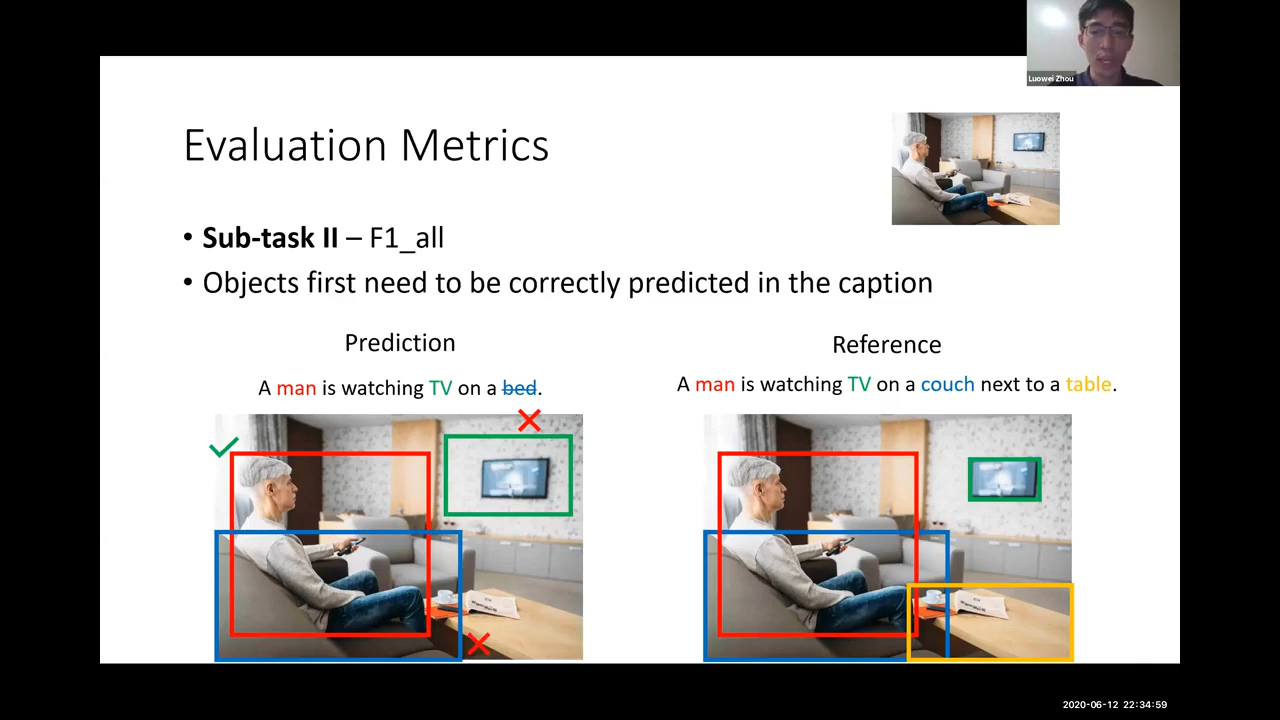 Luowei Zhou
Evaluation Metrics
• Sub-task II – F1_all
• Objects first need to be correctly predicted in the caption
Prediction
Reference
A man is watching TV on a bed.
A man is watching TV on a couch next to a table.
2020-06-12 22:34:59